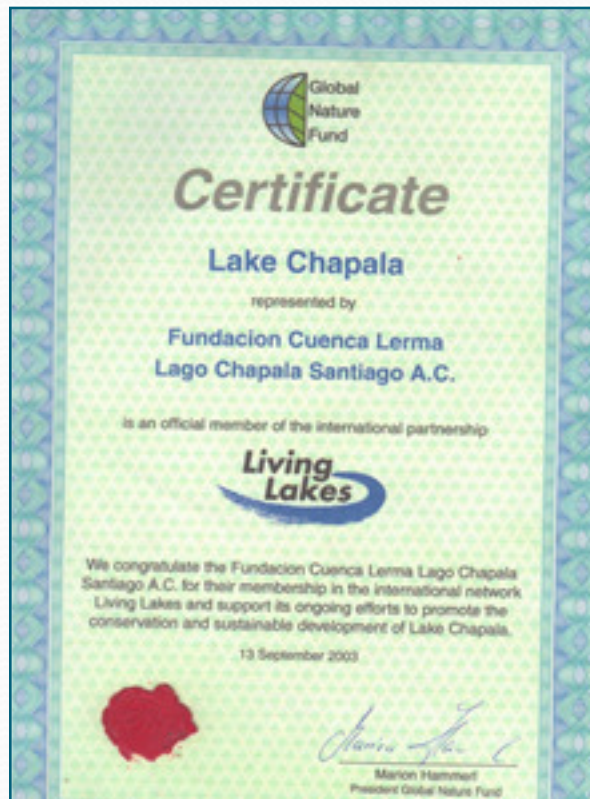 Global
Nature
Fund
Certificate
Lake Chapala
represented by
Fundacion Cuenca Lerma
Lago Chapala Santiago A.C.
is an official member of the international partnership
Living
Lakes
We congratulate the Fundacion Cuenca Lerma Lago Chapala
Santiago A.C. for their membership in the international network
Living Lakes and support its ongoing efforts to promote the
conservation and sustainable development of Lake Chapala.
13 September 2003
Marion Hammerl
President Global Nature Fund